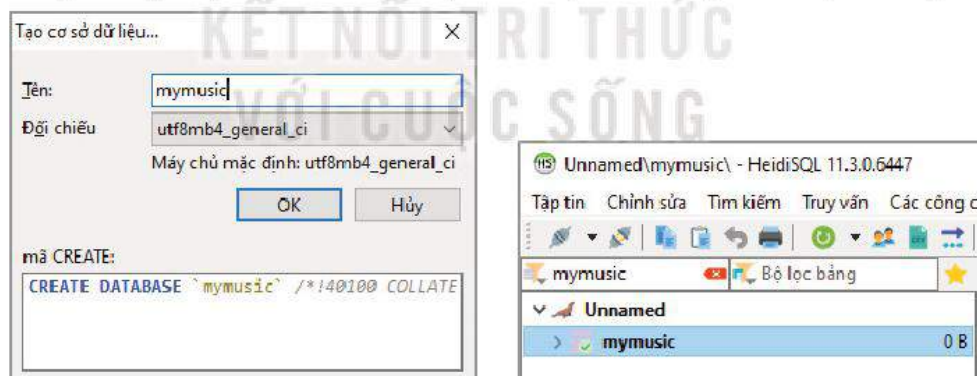 KẾT NỐI TRI THỨC
VỚI CUỘC SỐNG
Tạo cơ sở dữ liệu...
Tên:
mymusic
Đối chiếu
utf8mb4_general_ci
Máy chủ mặc định: utf8mb4_general_ci
OK
Hủy
mã CREATE:
CREATE DATABASE `mymusic` /*!40100 COLLATE
Unnamed\mymusic\ - HeidiSQL 11.3.0.6447
Tập tin Chỉnh sửa Tìm kiếm Truy vấn Các công c
mymusic
Bộ lọc bảng
Unnamed
mymusic 0 B